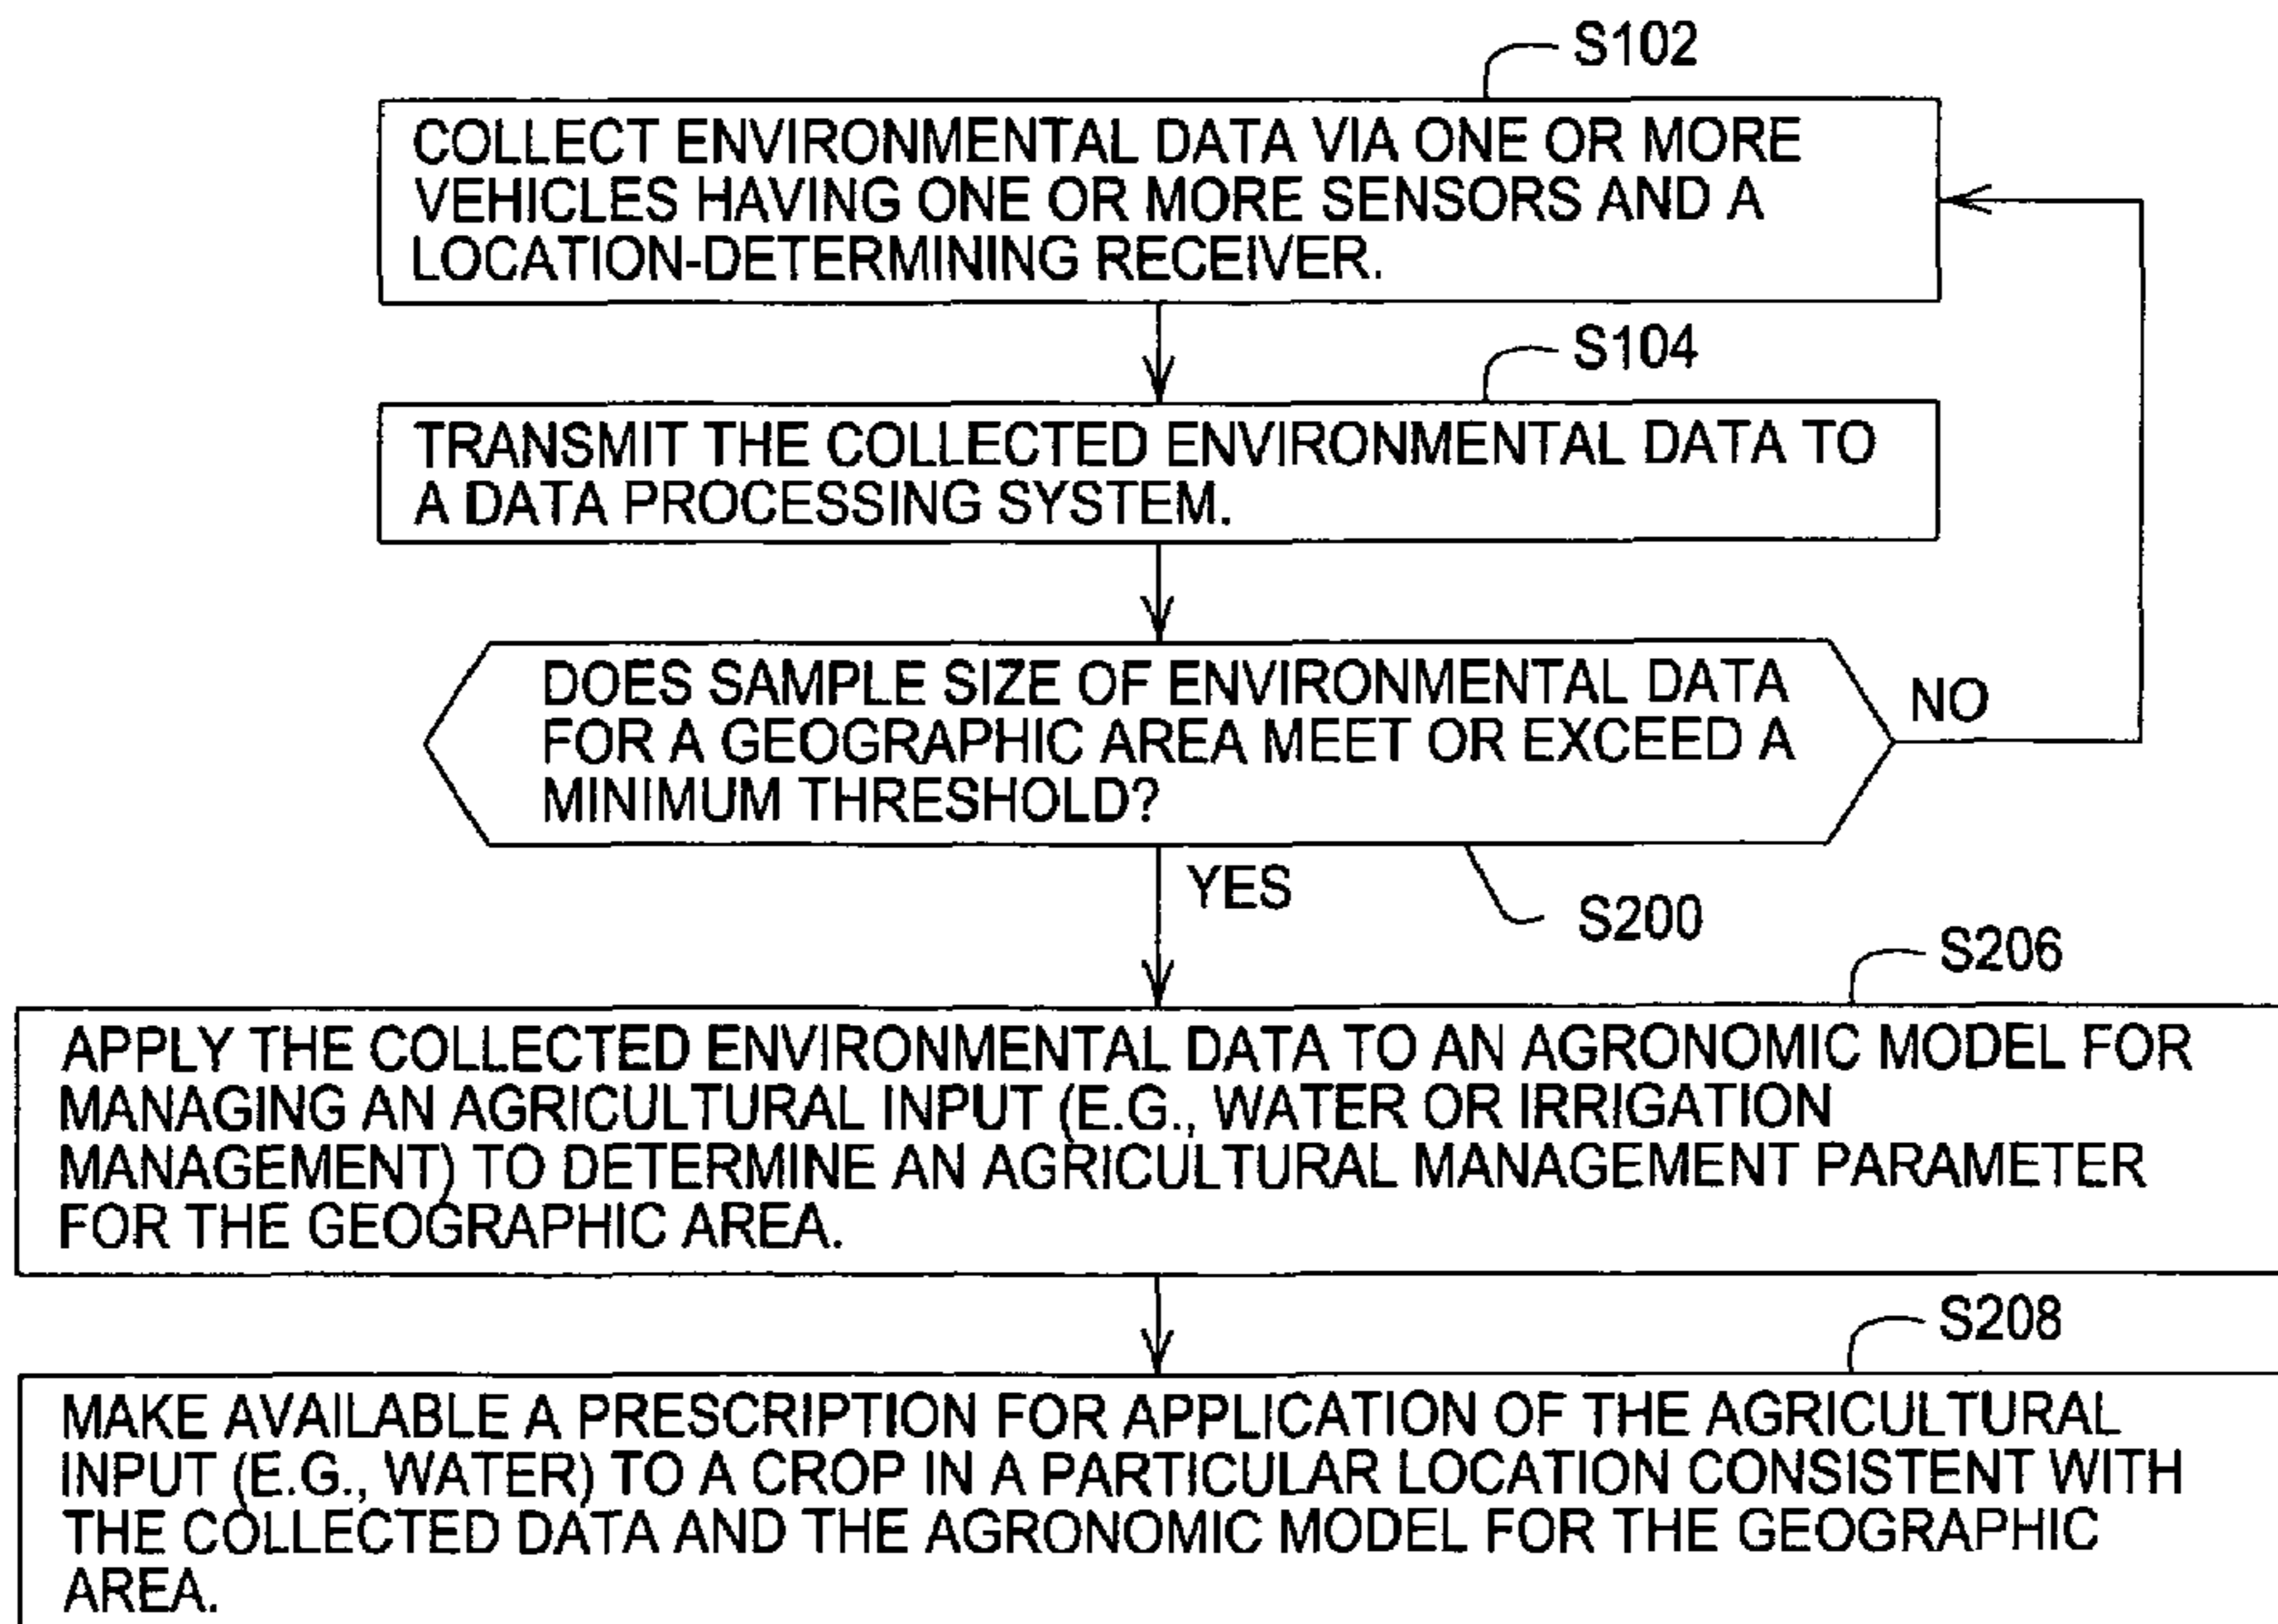 S102
COLLECT ENVIRONMENTAL DATA VIA ONE OR MORE
VEHICLES HAVING ONE OR MORE SENSORS AND A
LOCATION-DETERMINING RECEIVER.
S104
TRANSMIT THE COLLECTED ENVIRONMENTAL DATA TO
A DATA PROCESSING SYSTEM.
DOES SAMPLE SIZE OF ENVIRONMENTAL DATA
FOR A GEOGRAPHIC AREA MEET OR EXCEED A
MINIMUM THRESHOLD?
NO
YES
S200
S206
APPLY THE COLLECTED ENVIRONMENTAL DATA TO AN AGRONOMIC MODEL FOR
MANAGING AN AGRICULTURAL INPUT (E.G., WATER OR IRRIGATION
MANAGEMENT) TO DETERMINE AN AGRICULTURAL MANAGEMENT PARAMETER
FOR THE GEOGRAPHIC AREA.
S208
MAKE AVAILABLE A PRESCRIPTION FOR APPLICATION OF THE AGRICULTURAL
INPUT (E.G., WATER) TO A CROP IN A PARTICULAR LOCATION CONSISTENT WITH
THE COLLECTED DATA AND THE AGRONOMIC MODEL FOR THE GEOGRAPHIC
AREA.